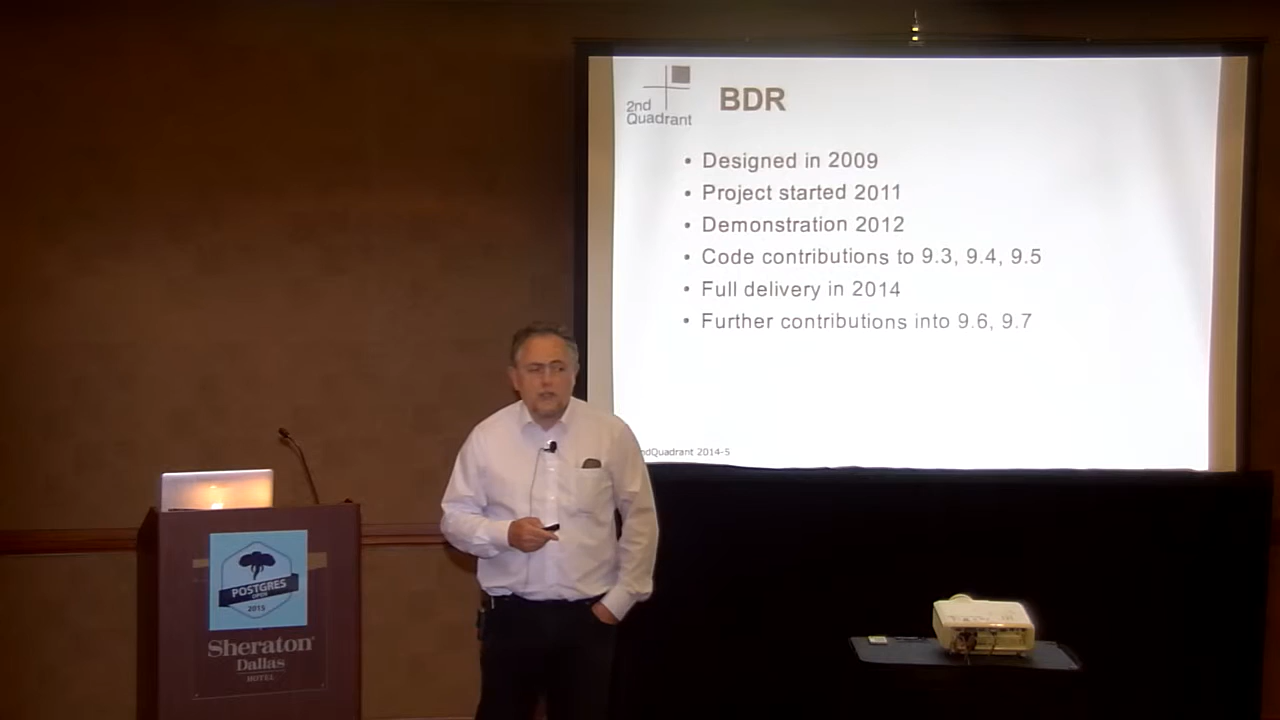 2nd
Quadrant
BDR
• Designed in 2009
• Project started 2011
• Demonstration 2012
• Code contributions to 9.3, 9.4, 9.5
• Full delivery in 2014
• Further contributions into 9.6, 9.7
ndQuadrant 2014-5
POSTGRES
OPEN
2015
Sheraton
Dallas
HOTEL